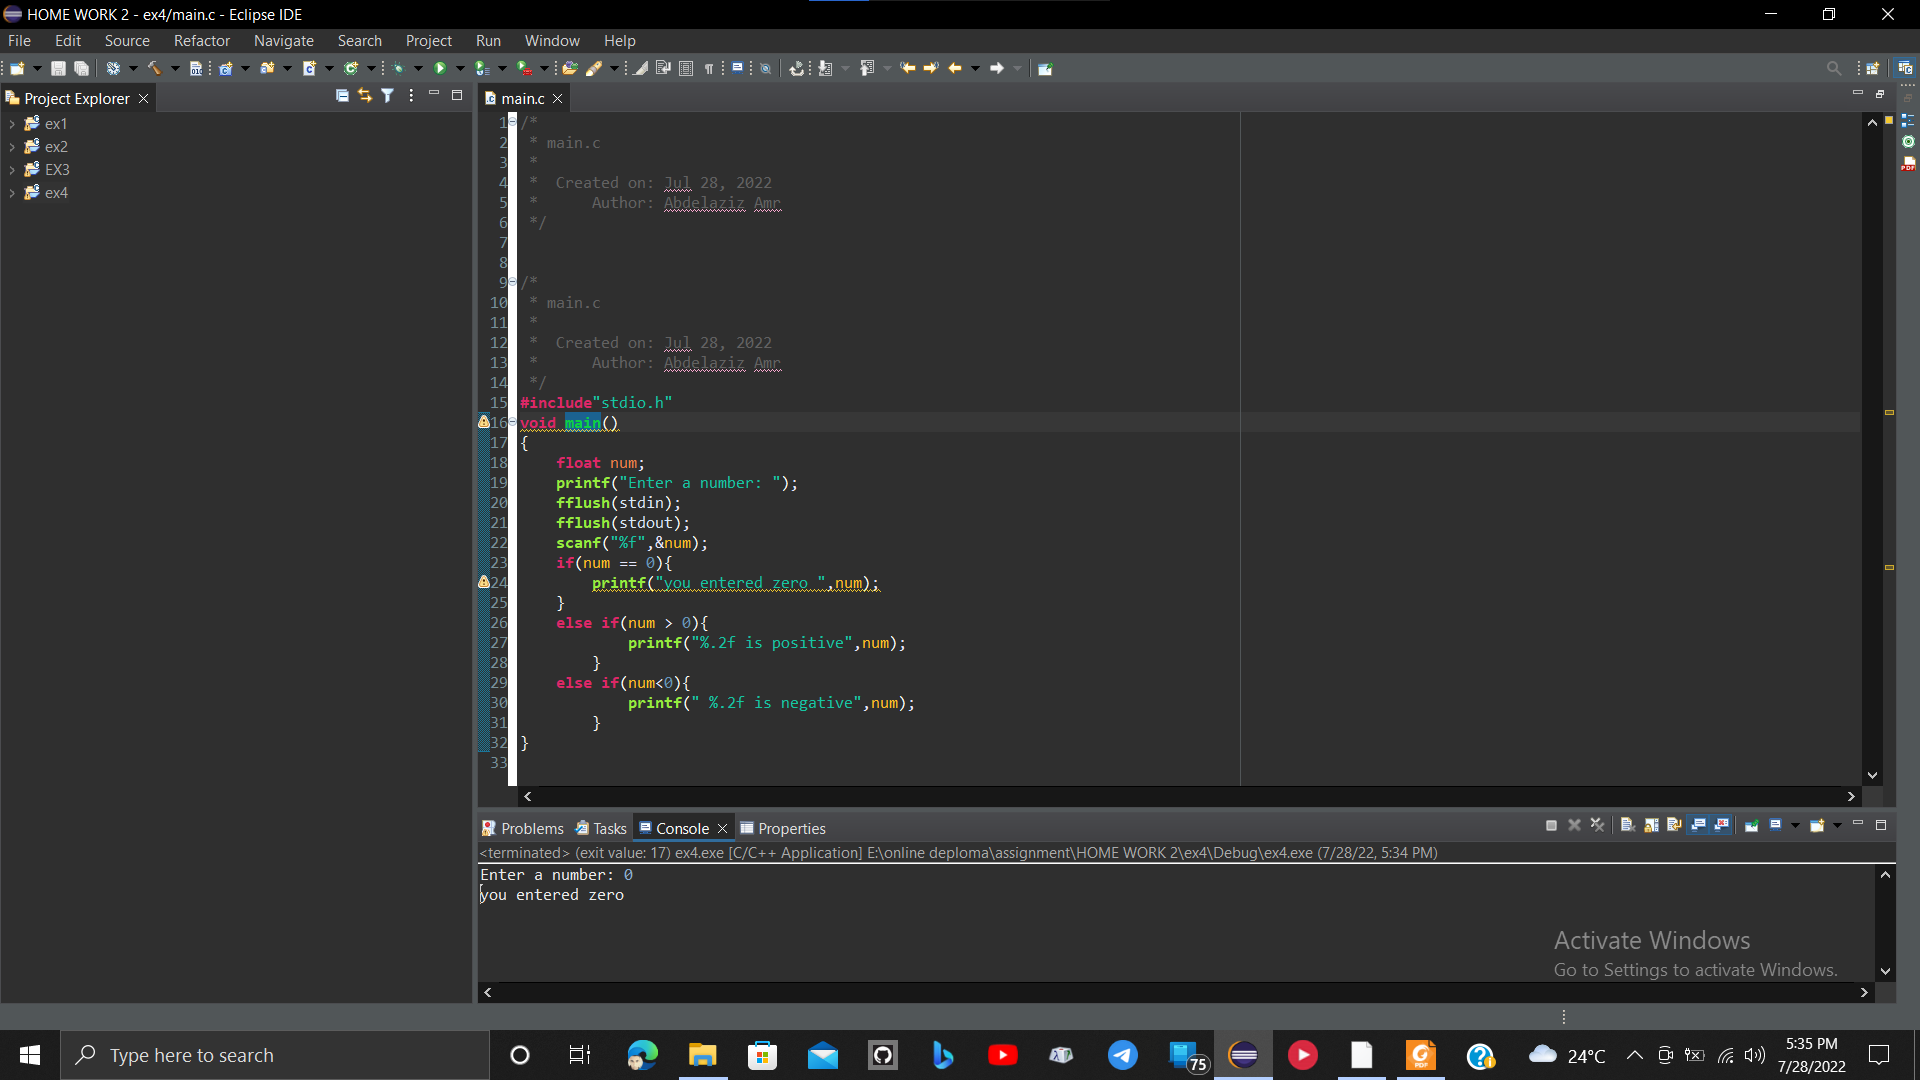 HOME WORK 2 - ex4/main.c - Eclipse IDE
File Edit Source Refactor Navigate Search Project Run Window Help
Project Explorer
main.c
ex1
ex2
EX3
ex4
1 /*
2  * main.c
3  *
4  *  Created on: Jul 28, 2022
5  *      Author: Abdelaziz Amr
6  */
7
8
9 /*
10  * main.c
11  *
12  *  Created on: Jul 28, 2022
13  *      Author: Abdelaziz Amr
14  */
15 #include"stdio.h"
16 void main()
17 {
18     float num;
19     printf("Enter a number: ");
20     fflush(stdin);
21     fflush(stdout);
22     scanf("%f",&num);
23     if(num == 0){
24         printf("you entered zero ",num);
25     }
26     else if(num > 0){
27             printf("%.2f is positive",num);
28         }
29     else if(num<0){
30             printf(" %.2f is negative",num);
31         }
32 }
33
Problems Tasks Console Properties
<terminated> (exit value: 17) ex4.exe [C/C++ Application] E:\online deploma\assignment\HOME WORK 2\ex4\Debug\ex4.exe (7/28/22, 5:34 PM)
Enter a number: 0
you entered zero
Activate Windows
Go to Settings to activate Windows.
Type here to search
75
24°C
5:35 PM
7/28/2022